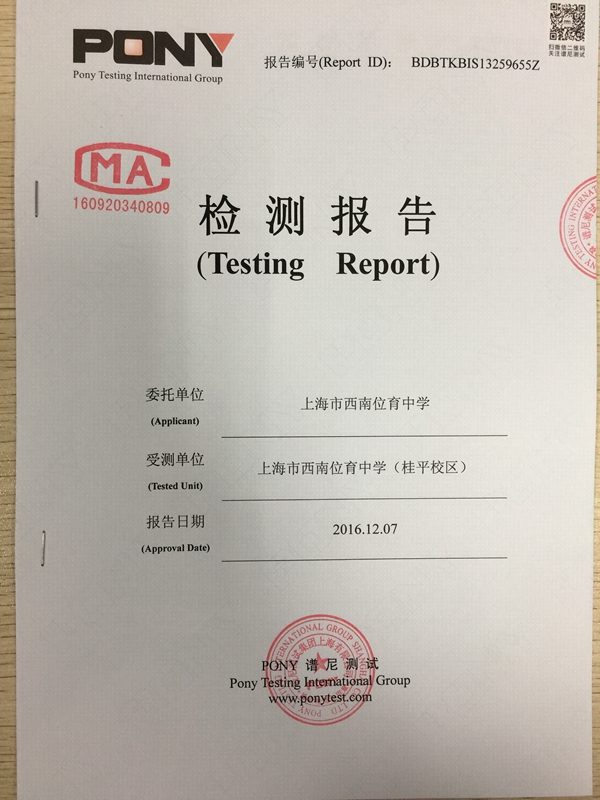 PONY
Pony Testing International Group
报告编号(Report ID): BDBTKBIS13259655Z
扫微信二维码
关注谱尼测试
CMA
160920340809
检测报告
(Testing Report)
委托单位
(Applicant)
上海市西南位育中学
受测单位
(Tested Unit)
上海市西南位育中学（桂平校区）
报告日期
(Approval Date)
2016.12.07
PONY 谱尼测试
Pony Testing International Group
www.ponytest.com